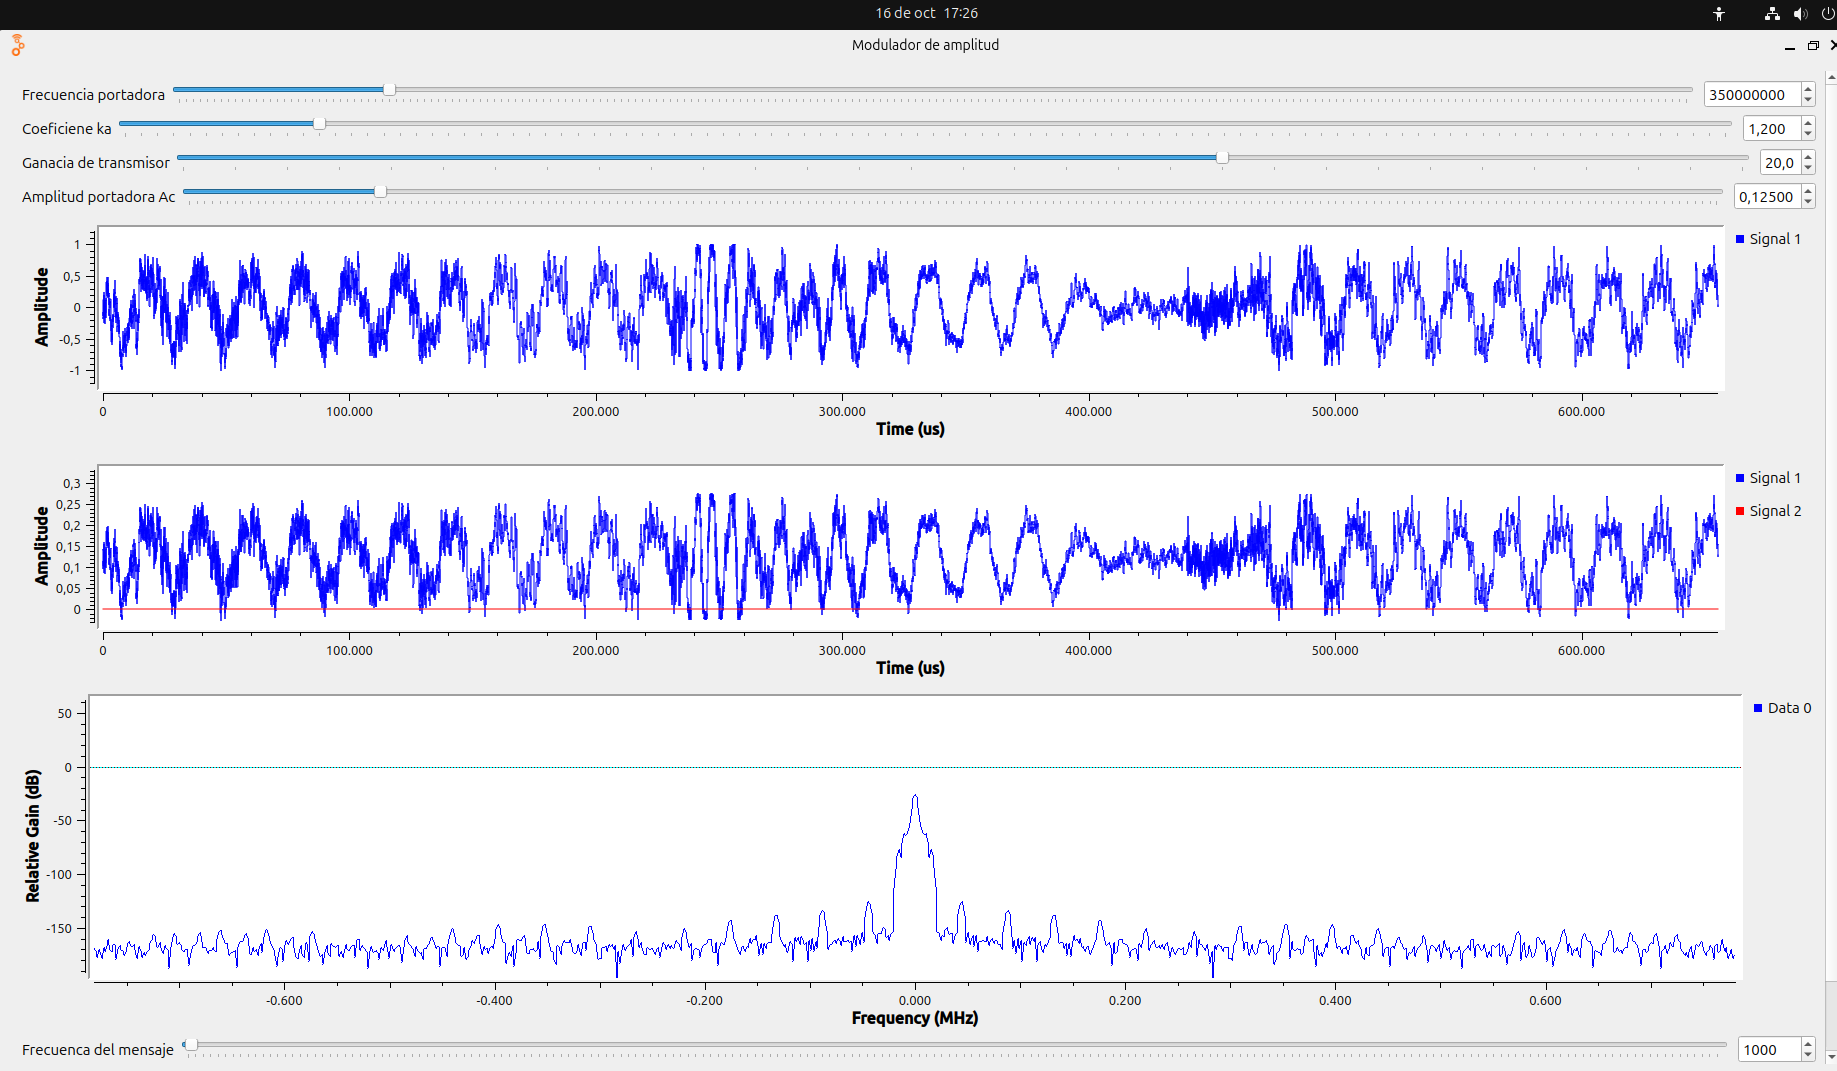 16 de oct 17:26
Modulador de amplitud
Frecuencia portadora 350000000
Coeficiene ka 1,200
Ganacia de transmisor 20,0
Amplitud portadora Ac 0,12500
Signal 1
Amplitude
1
0,5
0
-0,5
-1
0 100.000 200.000 300.000 400.000 500.000 600.000
Time (us)
Signal 1
Signal 2
Amplitude
0,3
0,25
0,2
0,15
0,1
0,05
0
0 100.000 200.000 300.000 400.000 500.000 600.000
Time (us)
Data 0
Relative Gain (dB)
50
0
-50
-100
-150
-0.600 -0.400 -0.200 0.000 0.200 0.400 0.600
Frequency (MHz)
Frecuenca del mensaje 1000